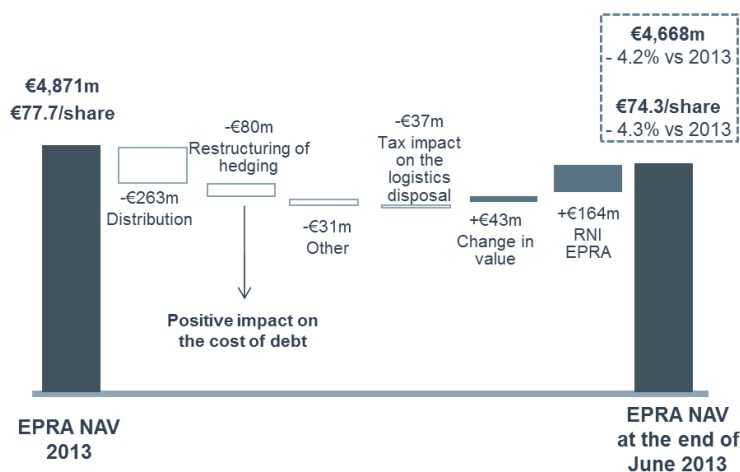 €4,871m
€77.7/share
-€263m
Distribution
-€80m
Restructuring of
hedging
Positive impact on
the cost of debt
-€31m
Other
-€37m
Tax impact
on the
logistics
disposal
+€43m
Change in
value
+€164m
RNI
EPRA
€4,668m
- 4.2% vs 2013
€74.3/share
- 4.3% vs 2013
EPRA NAV
2013
EPRA NAV
at the end of
June 2013